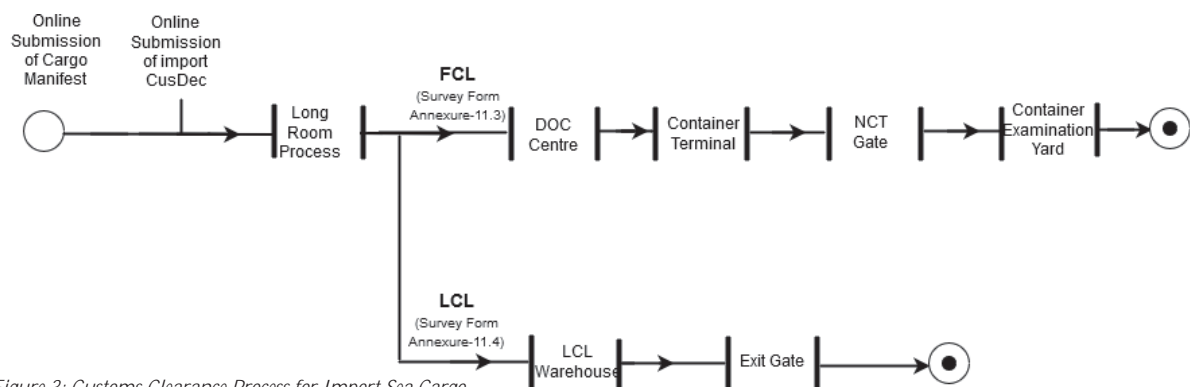 Online
Submission
of Cargo
Manifest
Online
Submission
of import
CusDec
Long
Room
Process
FCL
(Survey Form
Annexure-11.3)
DOC
Centre
Container
Terminal
NCT
Gate
Container
Examination
Yard
LCL
(Survey Form
Annexure-11.4)
LCL
Warehouse
Exit Gate
Figure 2: Customs Clearance Process for Import Sea Cargo